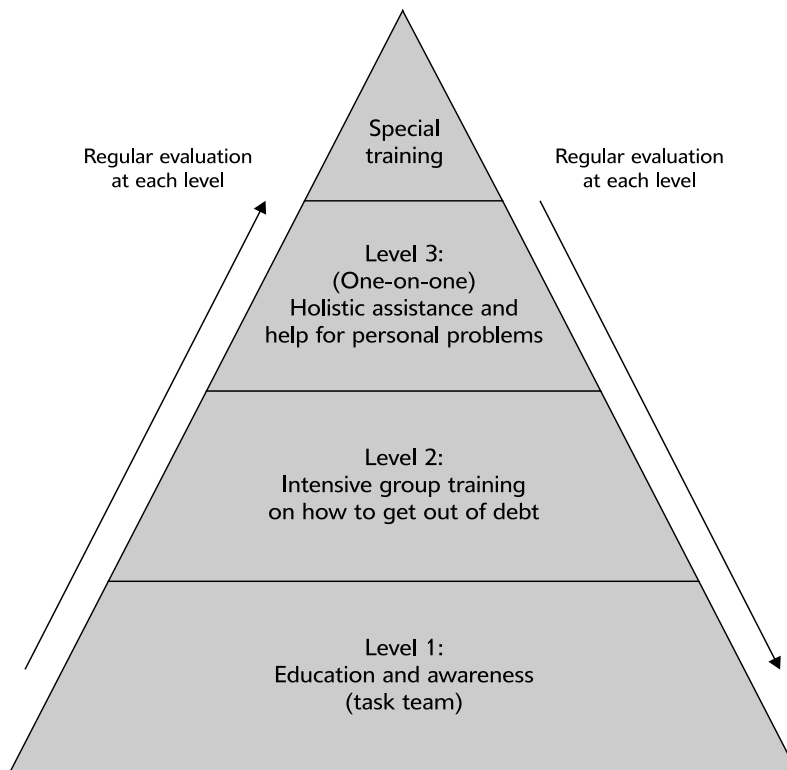 Special
training
Regular evaluation
at each level
Regular evaluation
at each level
Level 3:
(One-on-one)
Holistic assistance and
help for personal problems
Level 2:
Intensive group training
on how to get out of debt
Level 1:
Education and awareness
(task team)